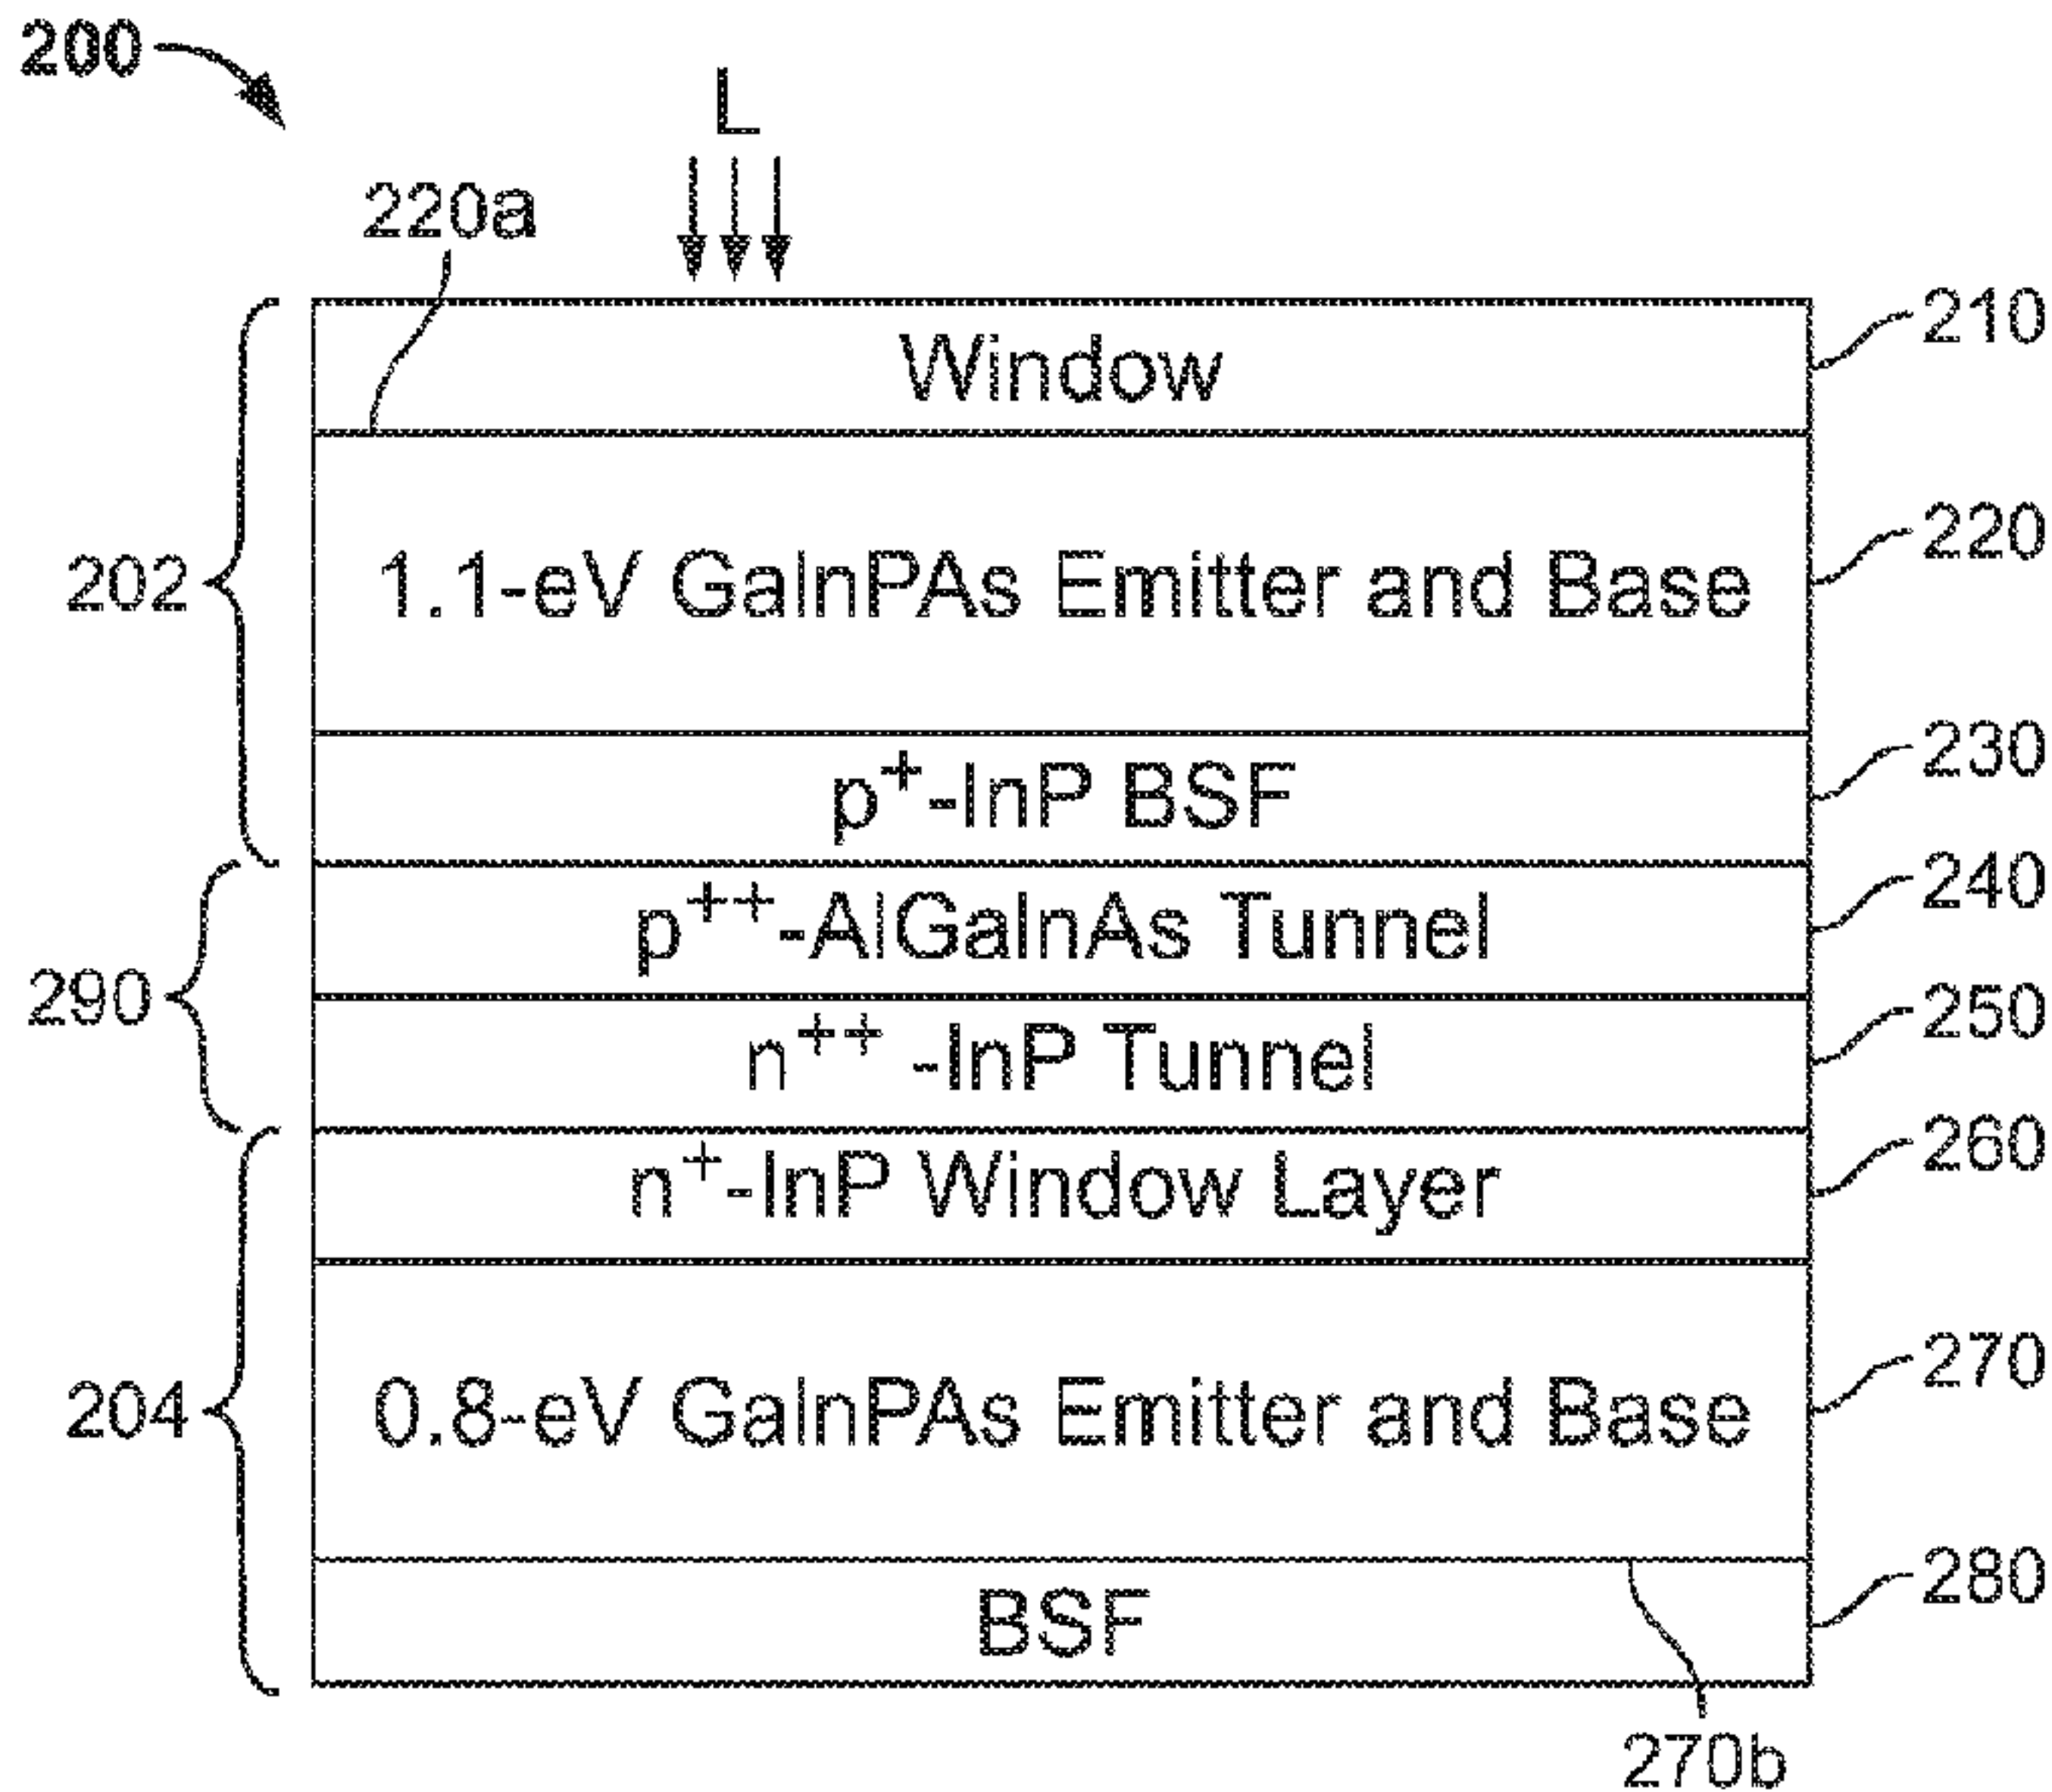 200
L
220a
Window
210
202
1.1-eV GaInPAs Emitter and Base
220
p⁺-InP BSF
230
290
p⁺⁺-AlGaInAs Tunnel
240
n⁺⁺ -InP Tunnel
250
n⁺-InP Window Layer
260
204
0.8-eV GaInPAs Emitter and Base
270
BSF
280
270b